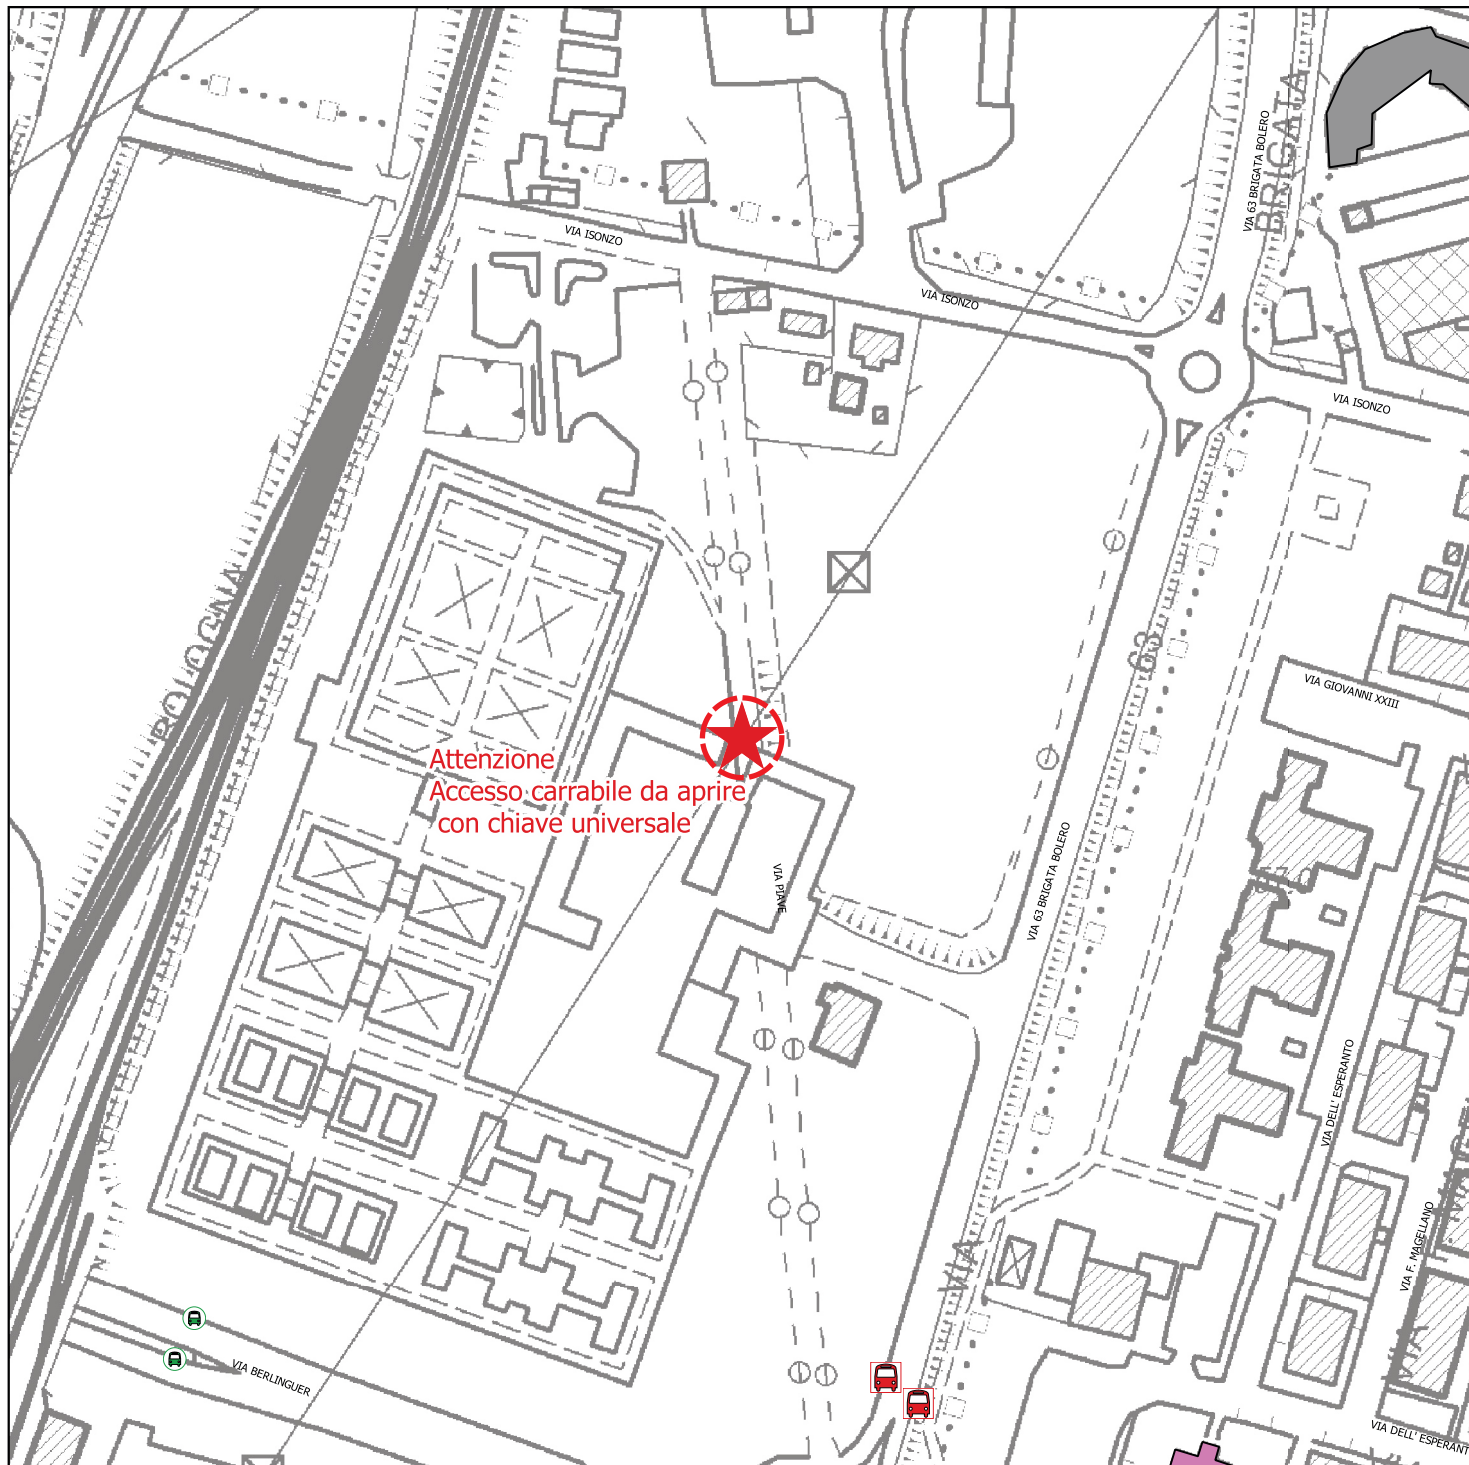 BRIGATA
VIA 63 BRIGATA BOLERO
VIA ISONZO
VIA ISONZO
VIA ISONZO
BOLOGNA
63
VIA GIOVANNI XXIII
Attenzione
Accesso carrabile da aprire
con chiave universale
VIA PIAVE
VIA 63 BRIGATA BOLERO
VIA DELL' ESPERANTO
VIA F. MAGELLANO
VIA
VIA BERLINGUER
VIA
VIA DELL' ESPERANT